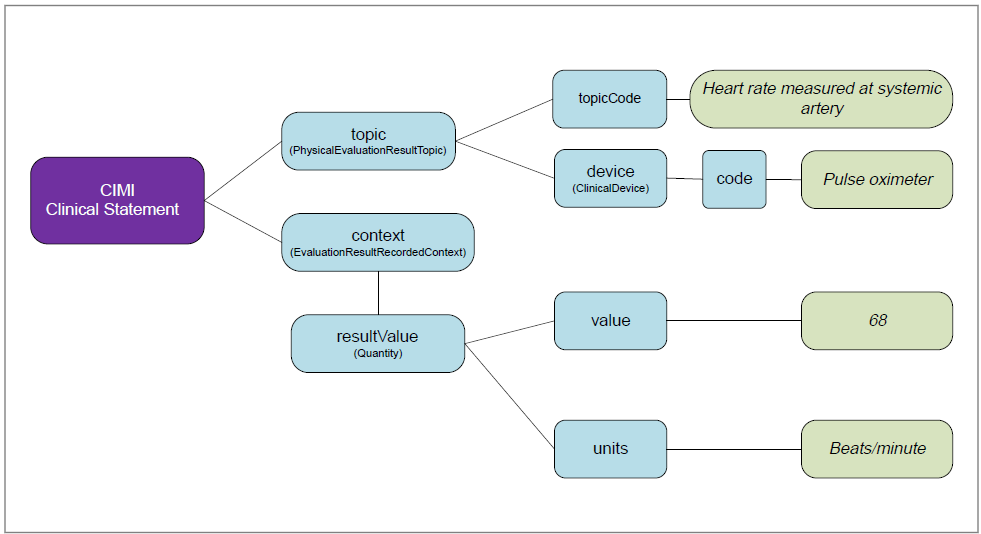 CIMI
Clinical Statement
topic
(PhysicalEvaluationResultTopic)
topicCode
Heart rate measured at systemic
artery
device
(ClinicalDevice)
code
Pulse oximeter
context
(EvaluationResultRecordedContext)
resultValue
(Quantity)
value
68
units
Beats/minute